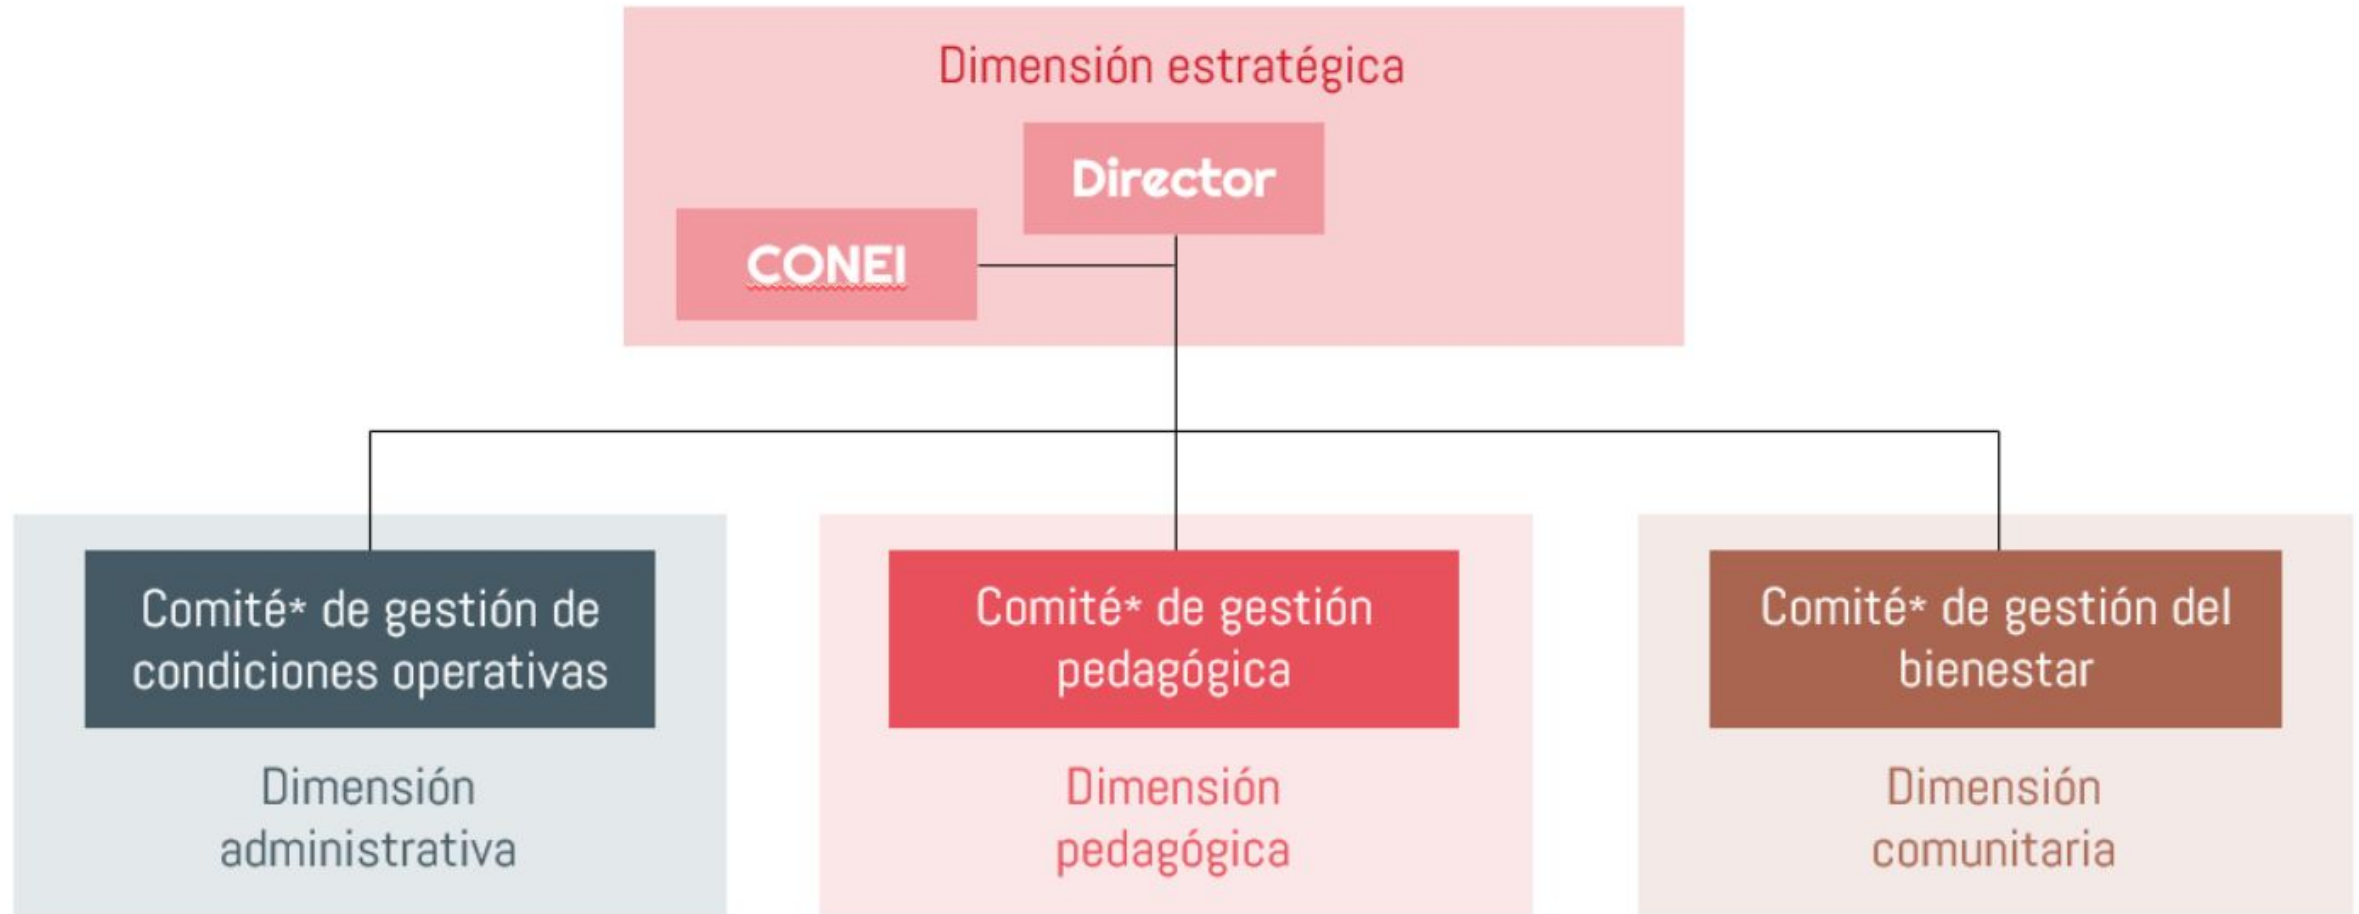 Dimensión estratégica
Director
CONEI
Comité* de gestión de
condiciones operativas
Dimensión
administrativa
Comité* de gestión
pedagógica
Dimensión
pedagógica
Comité* de gestión del
bienestar
Dimensión
comunitaria